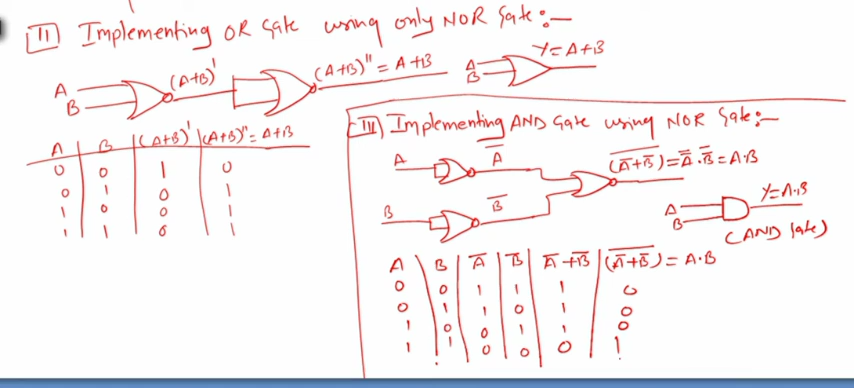 II) Implementing OR Gate using only NOR Gate:-
A
B
(A+B)'
(A+B)'' = A+B
A
B
Y=A+B
A B (A+B)' (A+B)''=A+B
0 0 1 0
0 1 0 1
1 0 0 1
1 1 0 1
III) Implementing AND Gate using NOR Gate:-
A
A̅
B
B̅
(A̅+B̅)̅ = A̿.B̿ = A.B
A
B
Y=A.B
(AND Gate)
A B A̅ B̅ A̅+B̅ (A̅+B̅)̅ = A.B
0 0 1 1 1 0
0 1 1 0 1 0
1 0 0 1 1 0
1 1 0 0 0 1